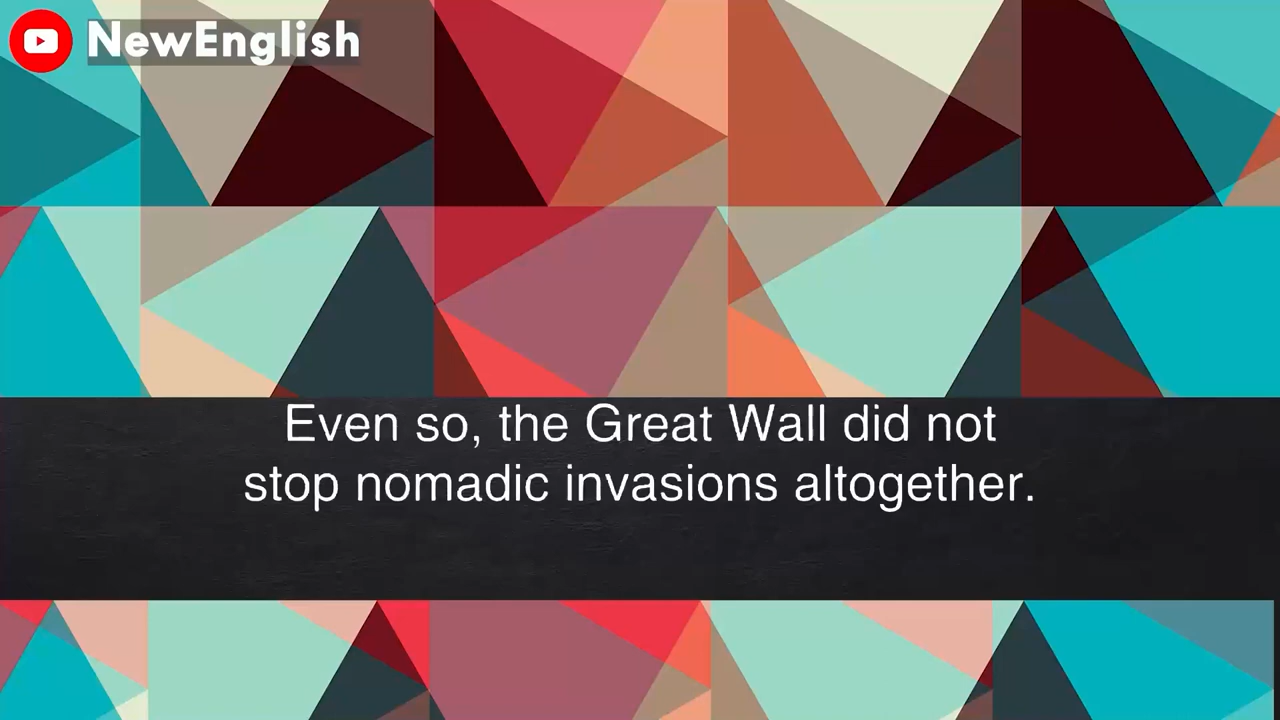 NewEnglish
Even so, the Great Wall did not
stop nomadic invasions altogether.